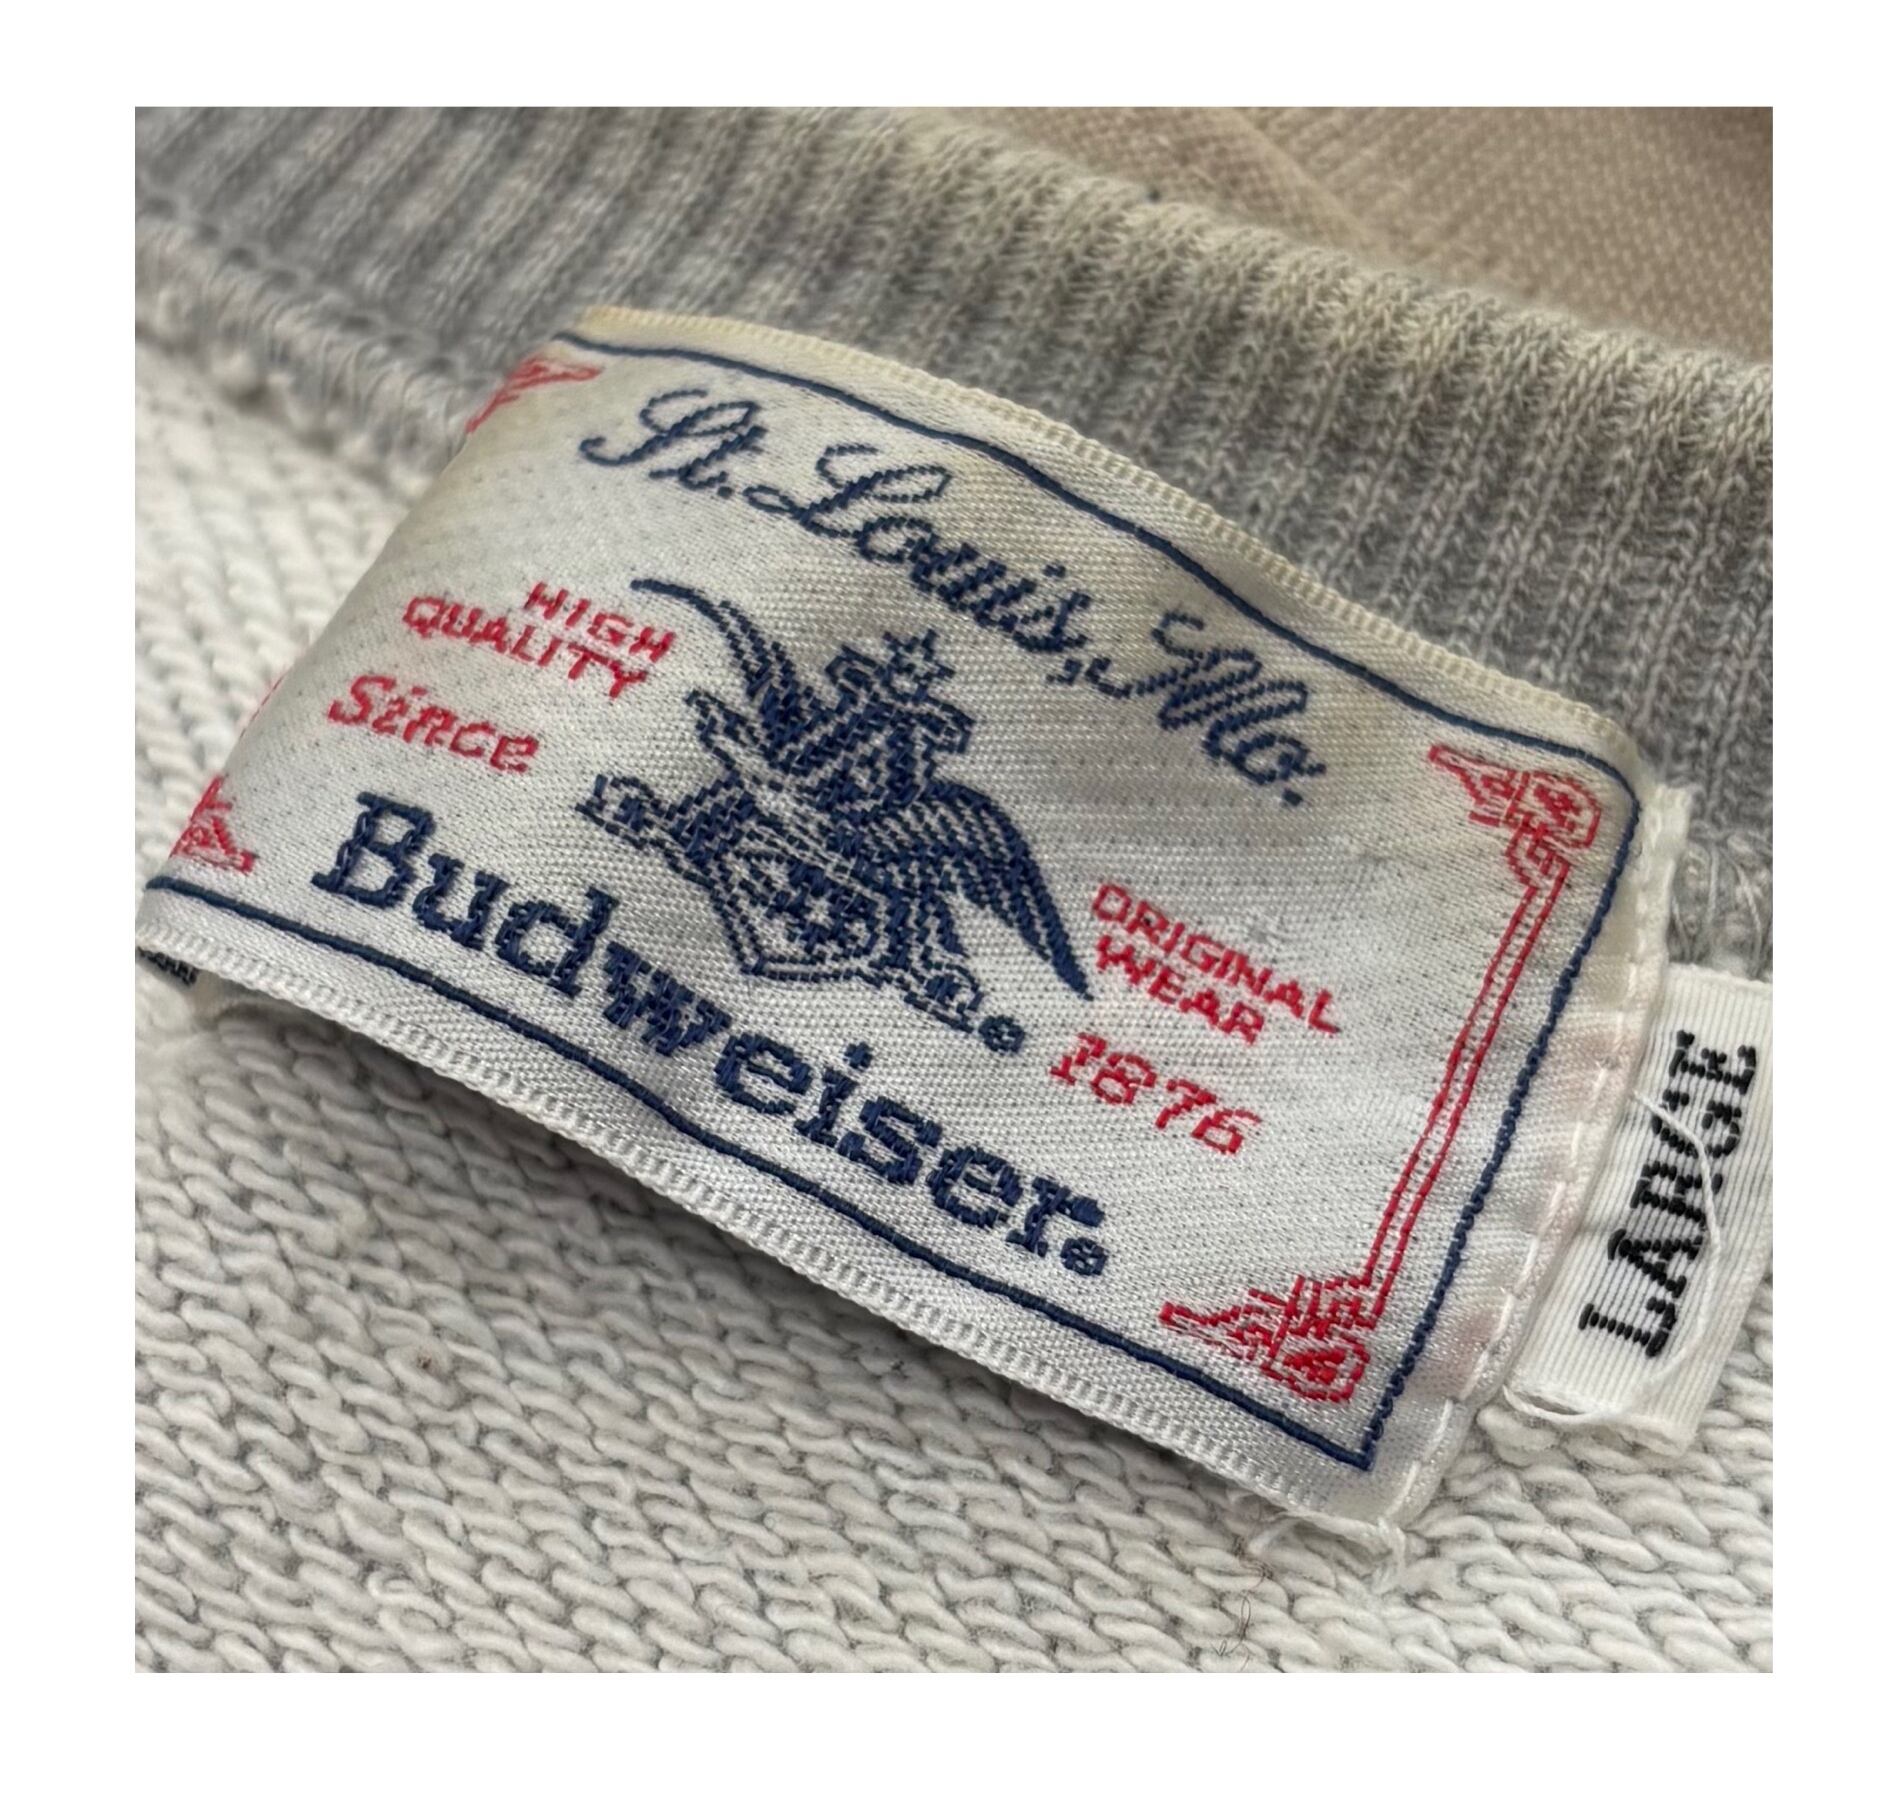 St. Louis, Mo.
HIGH
QUALITY
Since
ORIGINAL
WEAR
1876
Budweiser®
LARGE